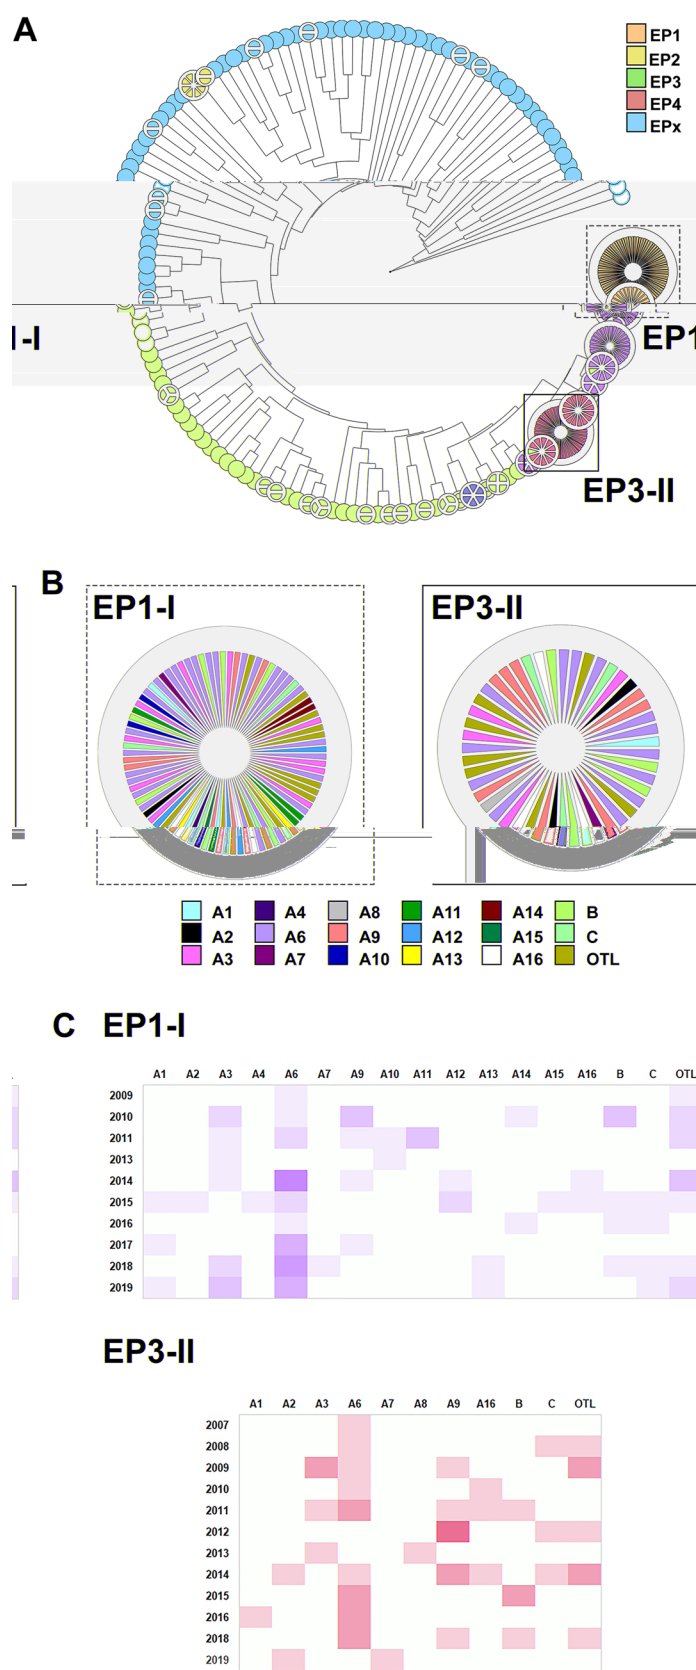 A
EP1
EP2
EP3
EP4
EPx
I-I
EP1
EP3-II
B
EP1-I
EP3-II
A1 A4 A8 A11 A14 B
A2 A6 A9 A12 A15 C
A3 A7 A10 A13 A16 OTL
C EP1-I
A1 A2 A3 A4 A6 A7 A9 A10 A11 A12 A13 A14 A15 A16 B C OTL
2009
2010
2011
2013
2014
2015
2016
2017
2018
2019
EP3-II
A1 A2 A3 A6 A7 A8 A9 A16 B C OTL
2007
2008
2009
2010
2011
2012
2013
2014
2015
2016
2018
2019